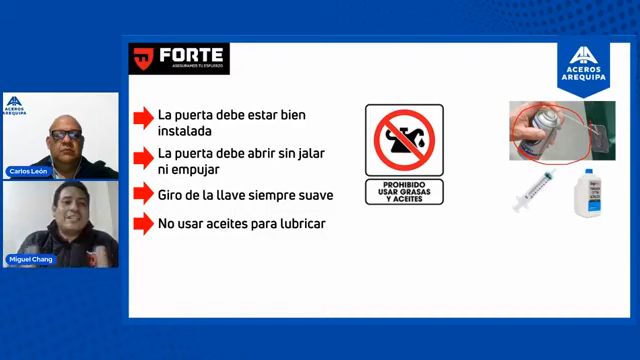 FORTE
ASEGURAMOS TU ESFUERZO
ACEROS
AREQUIPA
ACEROS
AREQUIPA
La puerta debe estar bien
instalada
La puerta debe abrir sin jalar
ni empujar
Giro de la llave siempre suave
No usar aceites para lubricar
PROHIBIDO
USAR GRASAS
Y ACEITES
Carlos León
Miguel Chang